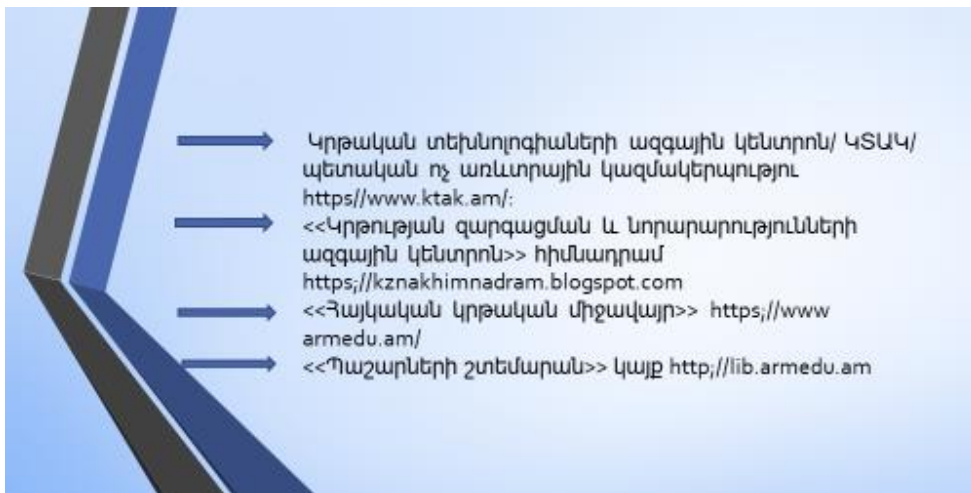 Կրթական տեխնոլոգիաների ազգային կենտրոն/ ԿՏԱԿ/
պետական ոչ առևտրային կազմակերպությու
https//www.ktak.am/:
<<Կրթության զարգացման և նորարարությունների
ազգային կենտրոն>> հիմնադրամ
https;//kznakhimnadram.blogspot.com
<<Հայկական կրթական միջավայր>> https;//www
armedu.am/
<<Պաշարների շտեմարան>> կայք http;//lib.armedu.am